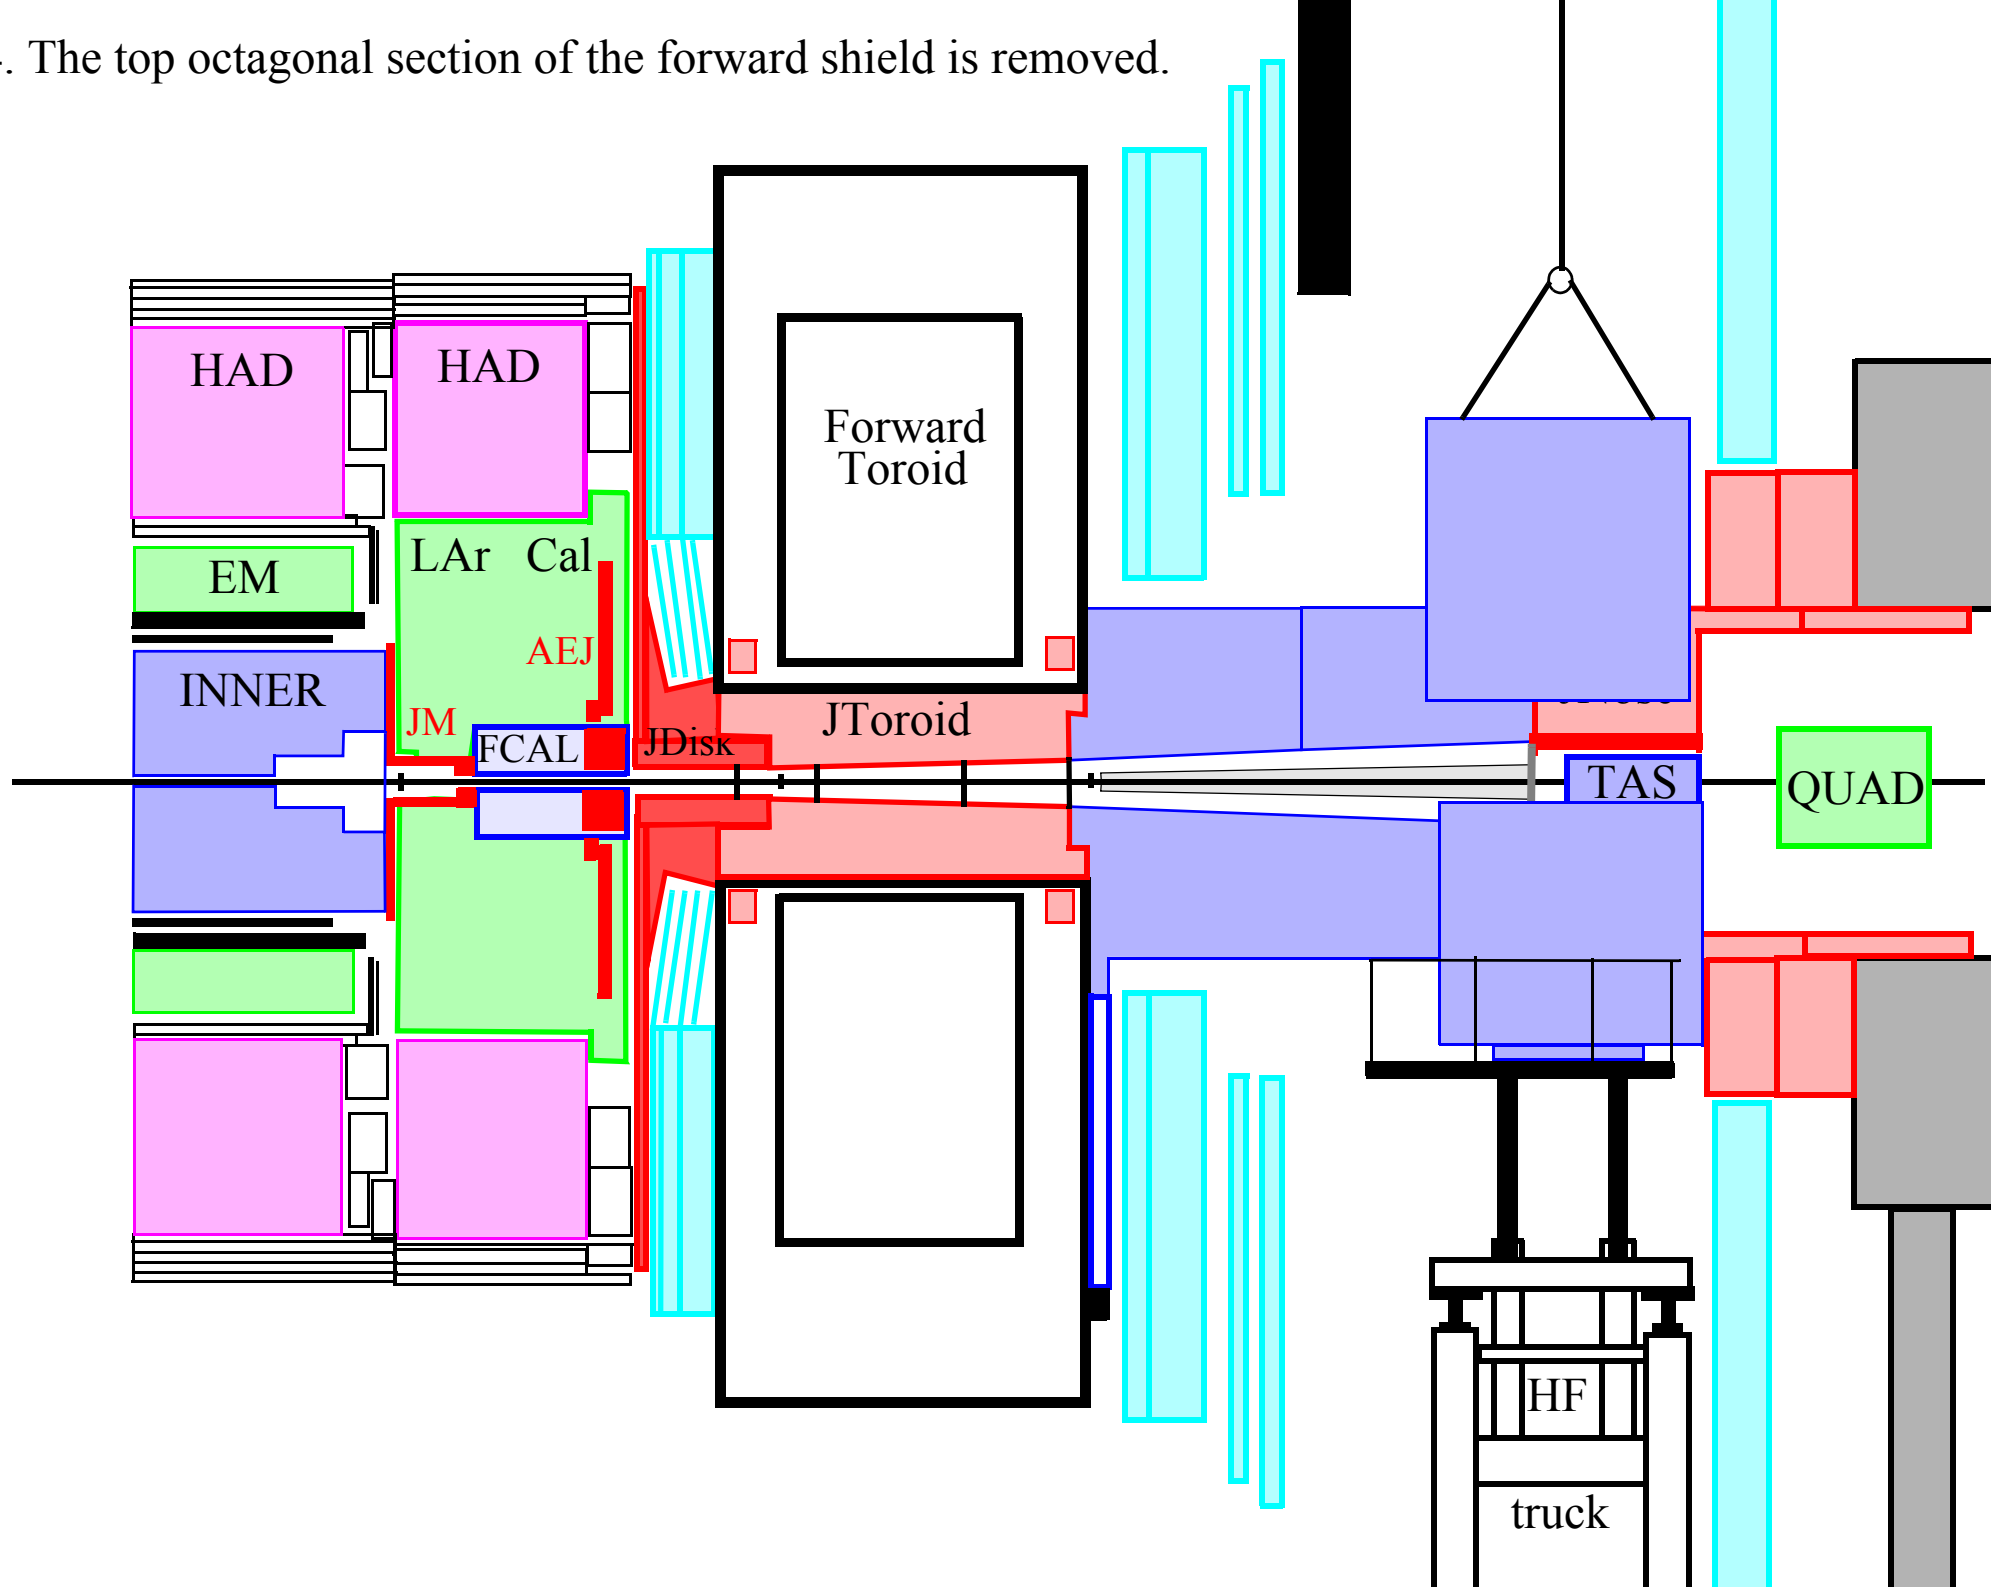 . The top octagonal section of the forward shield is removed.
HAD
HAD
Forward
Toroid
LAr Cal
EM
AEJ
INNER
JM
JToroid
FCAL
JDisk
TAS
QUAD
HF
truck